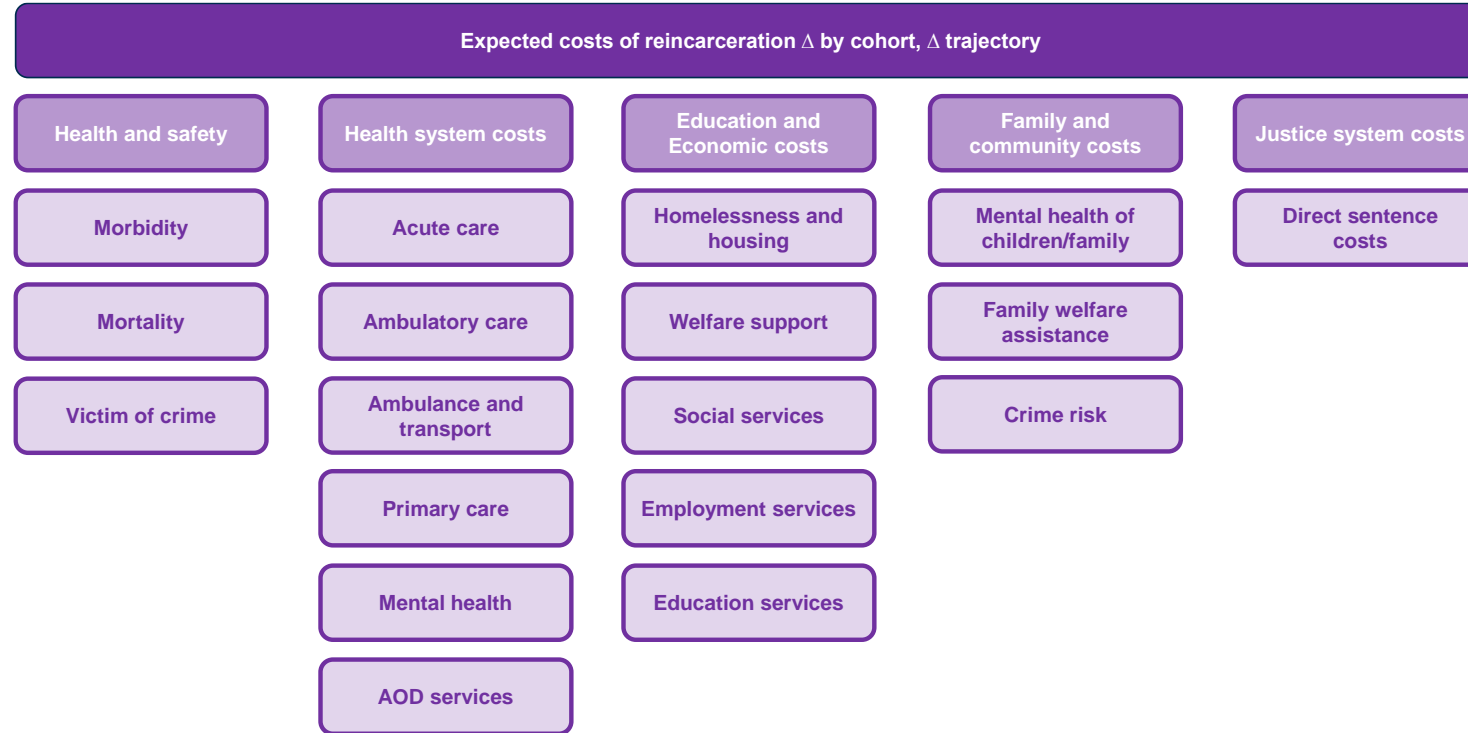 Expected costs of reincarceration ∆ by cohort, ∆ trajectory
Health and safety
Morbidity
Mortality
Victim of crime
Health system costs
Acute care
Ambulatory care
Ambulance and
transport
Primary care
Mental health
AOD services
Education and
Economic costs
Homelessness and
housing
Welfare support
Social services
Employment services
Education services
Family and
community costs
Mental health of
children/family
Family welfare
assistance
Crime risk
Justice system costs
Direct sentence
costs